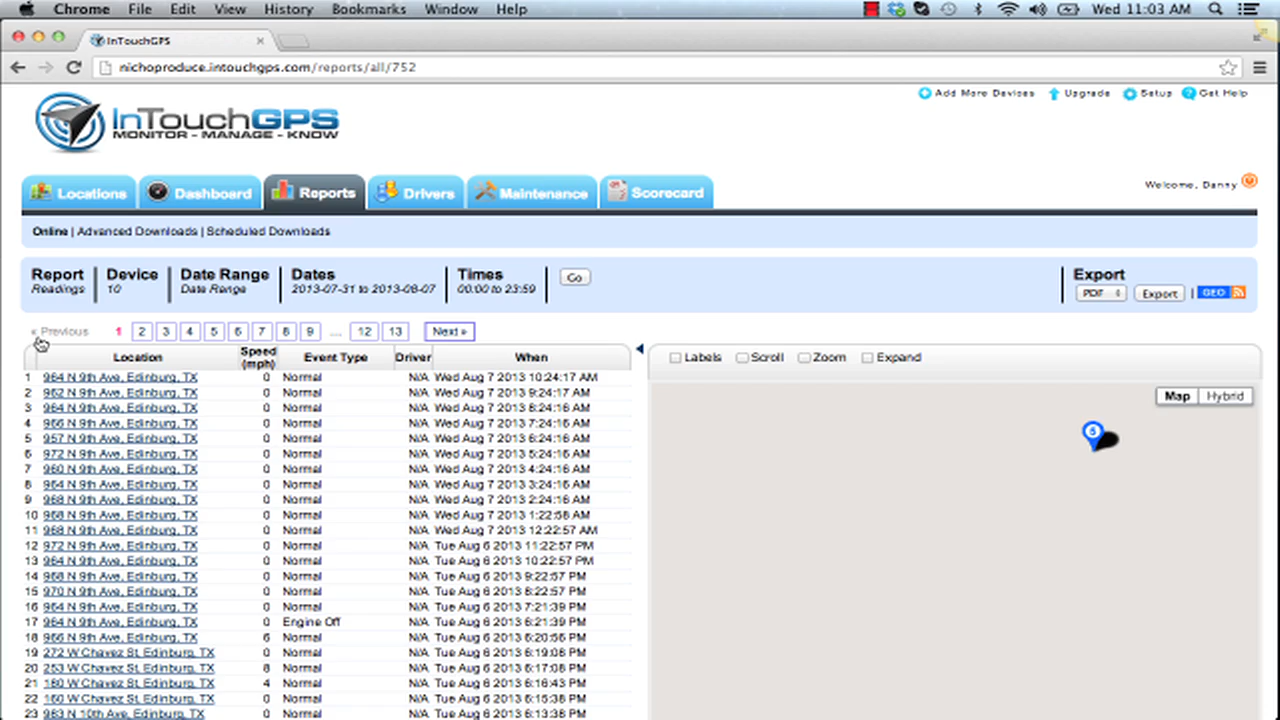 Chrome File Edit View History Bookmarks Window Help Wed 11:03 AM
InTouchGPS
nichoproduce.intouchgps.com/reports/all/752
Add More Devices Upgrade Setup Get Help
InTouchGPS
MONITOR - MANAGE - KNOW
Locations Dashboard Reports Drivers Maintenance Scorecard
Welcome, Danny
Online | Advanced Downloads | Scheduled Downloads
Report Device Date Range Dates Times Go Export
Readings 10 Date Range 2013-07-31 to 2013-08-07 00:00 to 23:59 PDF Export | GEO
« Previous 1 2 3 4 5 6 7 8 9 .... 12 13 Next »
Location Speed (mph) Event Type Driver When
Labels Scroll Zoom Expand
Map Hybrid
5
1 964 N 9th Ave, Edinburg, TX 0 Normal N/A Wed Aug 7 2013 10:24:17 AM
2 962 N 9th Ave, Edinburg, TX 0 Normal N/A Wed Aug 7 2013 9:24:17 AM
3 964 N 9th Ave, Edinburg, TX 0 Normal N/A Wed Aug 7 2013 8:24:16 AM
4 966 N 9th Ave, Edinburg, TX 0 Normal N/A Wed Aug 7 2013 7:24:16 AM
5 957 N 9th Ave, Edinburg, TX 0 Normal N/A Wed Aug 7 2013 6:24:16 AM
6 972 N 9th Ave, Edinburg, TX 0 Normal N/A Wed Aug 7 2013 5:24:16 AM
7 960 N 9th Ave, Edinburg, TX 0 Normal N/A Wed Aug 7 2013 4:24:16 AM
8 964 N 9th Ave, Edinburg, TX 0 Normal N/A Wed Aug 7 2013 3:24:16 AM
9 968 N 9th Ave, Edinburg, TX 0 Normal N/A Wed Aug 7 2013 2:24:16 AM
10 968 N 9th Ave, Edinburg, TX 0 Normal N/A Wed Aug 7 2013 1:22:58 AM
11 968 N 9th Ave, Edinburg, TX 0 Normal N/A Wed Aug 7 2013 12:22:57 AM
12 972 N 9th Ave, Edinburg, TX 0 Normal N/A Tue Aug 6 2013 11:22:57 PM
13 964 N 9th Ave, Edinburg, TX 0 Normal N/A Tue Aug 6 2013 10:22:57 PM
14 968 N 9th Ave, Edinburg, TX 0 Normal N/A Tue Aug 6 2013 9:22:57 PM
15 970 N 9th Ave, Edinburg, TX 0 Normal N/A Tue Aug 6 2013 8:22:57 PM
16 964 N 9th Ave, Edinburg, TX 0 Normal N/A Tue Aug 6 2013 7:21:39 PM
17 964 N 9th Ave, Edinburg, TX 0 Engine Off N/A Tue Aug 6 2013 6:21:39 PM
18 966 N 9th Ave, Edinburg, TX 6 Normal N/A Tue Aug 6 2013 6:20:56 PM
19 272 W Chavez St, Edinburg, TX 0 Normal N/A Tue Aug 6 2013 6:19:08 PM
20 253 W Chavez St, Edinburg, TX 8 Normal N/A Tue Aug 6 2013 6:17:08 PM
21 180 W Chavez St, Edinburg, TX 4 Normal N/A Tue Aug 6 2013 6:16:43 PM
22 160 W Chavez St, Edinburg, TX 0 Normal N/A Tue Aug 6 2013 6:15:38 PM
23 983 N 10th Ave, Edinburg, TX 0 Normal N/A Tue Aug 6 2013 6:13:38 PM